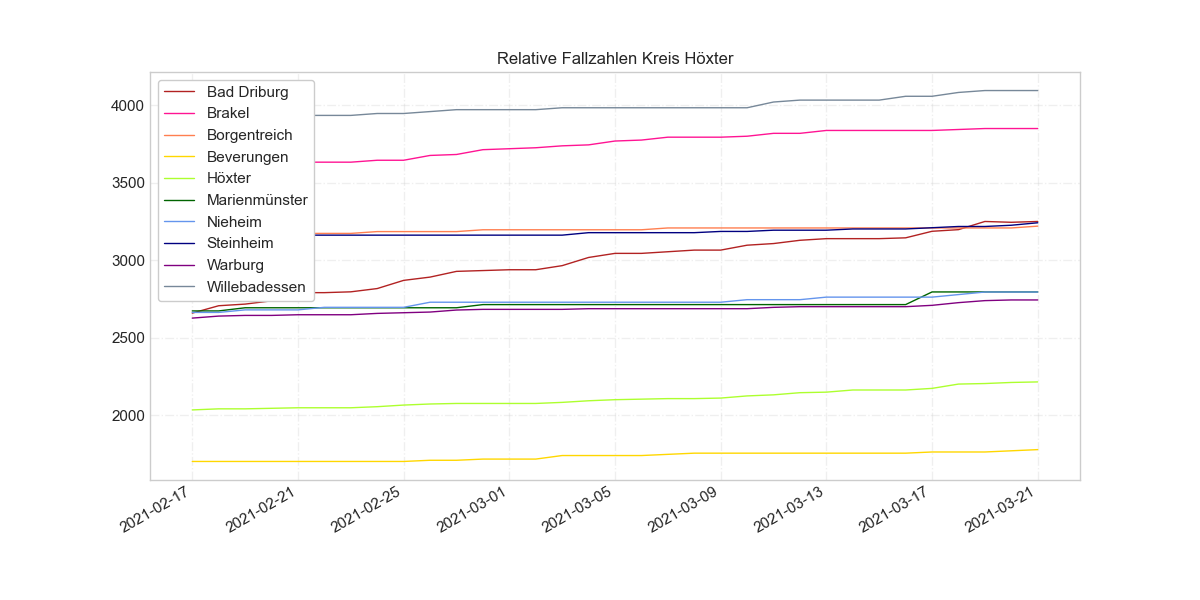 Relative Fallzahlen Kreis Höxter
4000
3500
3000
2500
2000
Bad Driburg
Brakel
Borgentreich
Beverungen
Höxter
Marienmünster
Nieheim
Steinheim
Warburg
Willebadessen
2021-02-17
2021-02-21
2021-02-25
2021-03-01
2021-03-05
2021-03-09
2021-03-13
2021-03-17
2021-03-21